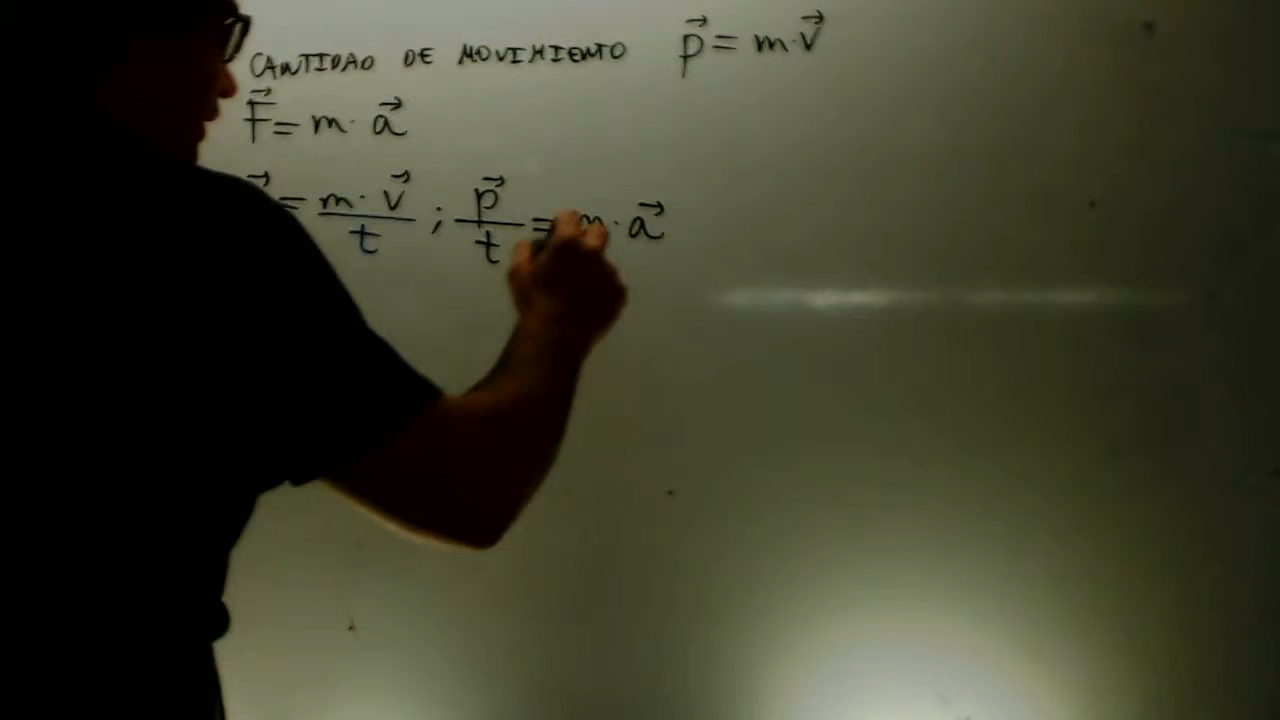 CANTIDAD DE MOVIMIENTO p⃗ = m·v⃗
F⃗ = m·a⃗
= m·v⃗/t ; p⃗/t = m·a⃗